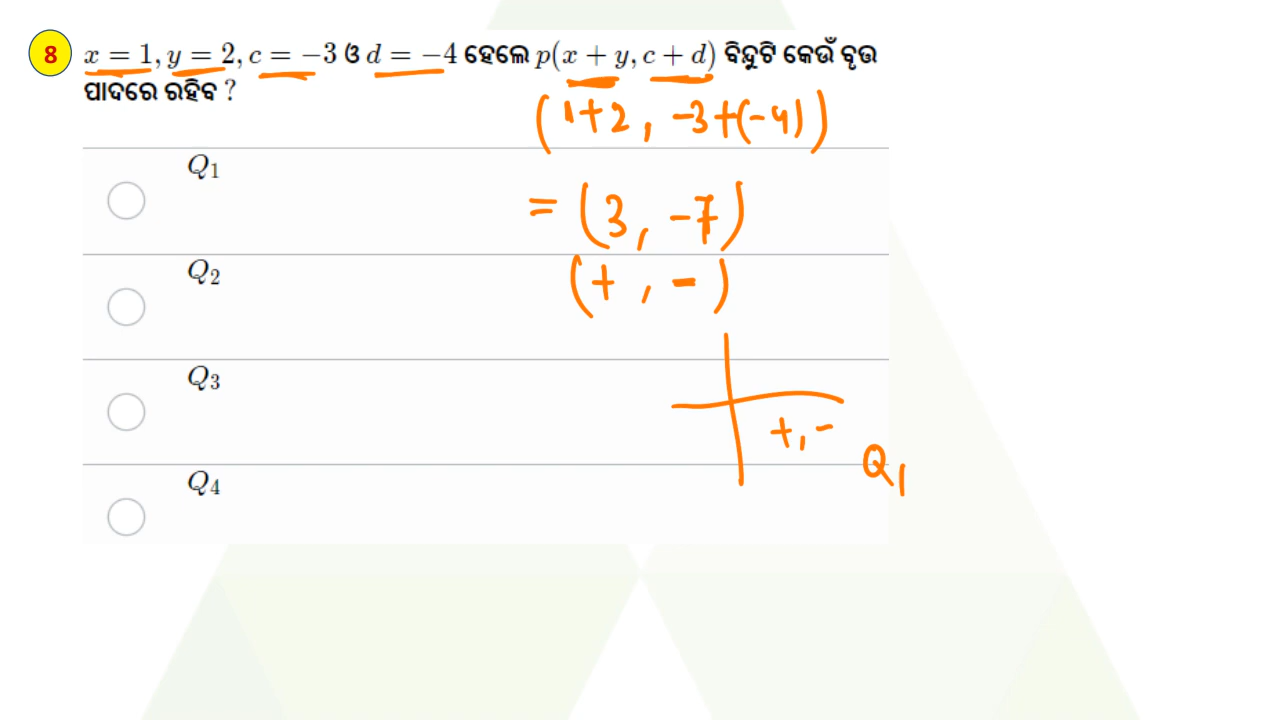 8 x = 1, y = 2, c = −3 ଓ d = −4 ହେଲେ p(x + y, c + d) ବିନ୍ଦୁଟି କେଉଁ ବୃତ୍ତ
ପାଦରେ ରହିବ ?
(1+2, -3+(-4))
Q1
= (3, -7)
Q2
(+, -)
Q3
+, -
Q1
Q4